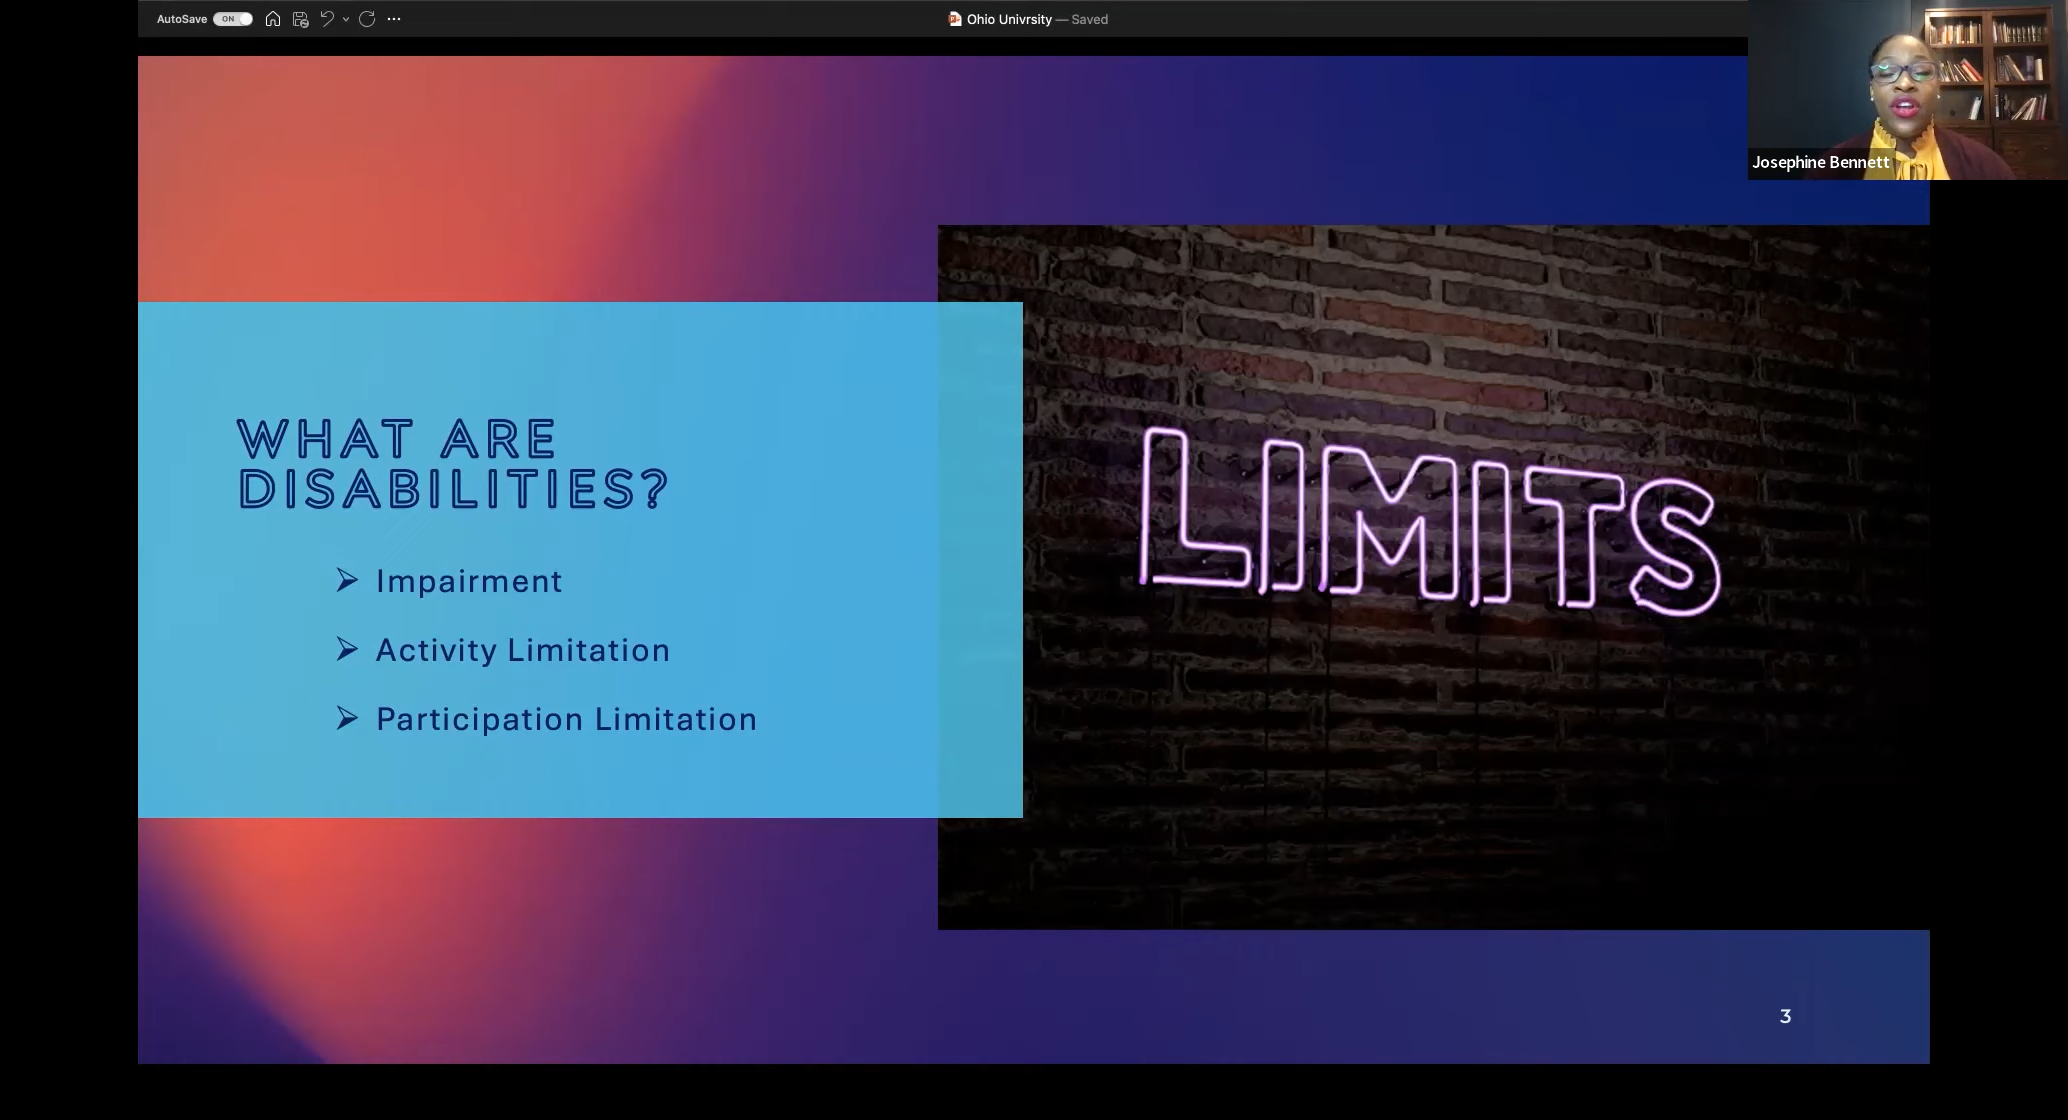 AutoSave ON
Ohio Univrsity — Saved
Josephine Bennett
WHAT ARE
DISABILITIES?
➢ Impairment
➢ Activity Limitation
➢ Participation Limitation
LIMITS
3